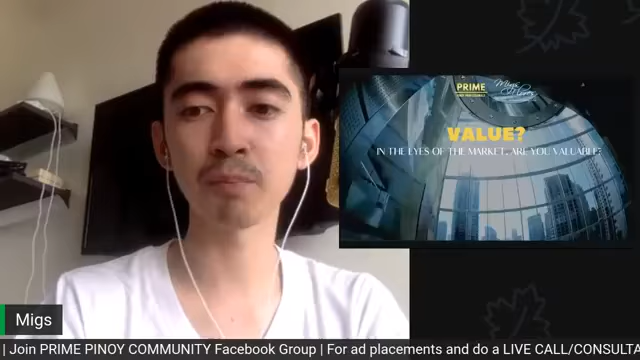 PRIME
VALUE?
IN THE EYES OF THE MARKET, ARE YOU VALUABLE?
Migs
| Join PRIME PINOY COMMUNITY Facebook Group | For ad placements and do a LIVE CALL/CONSULTA